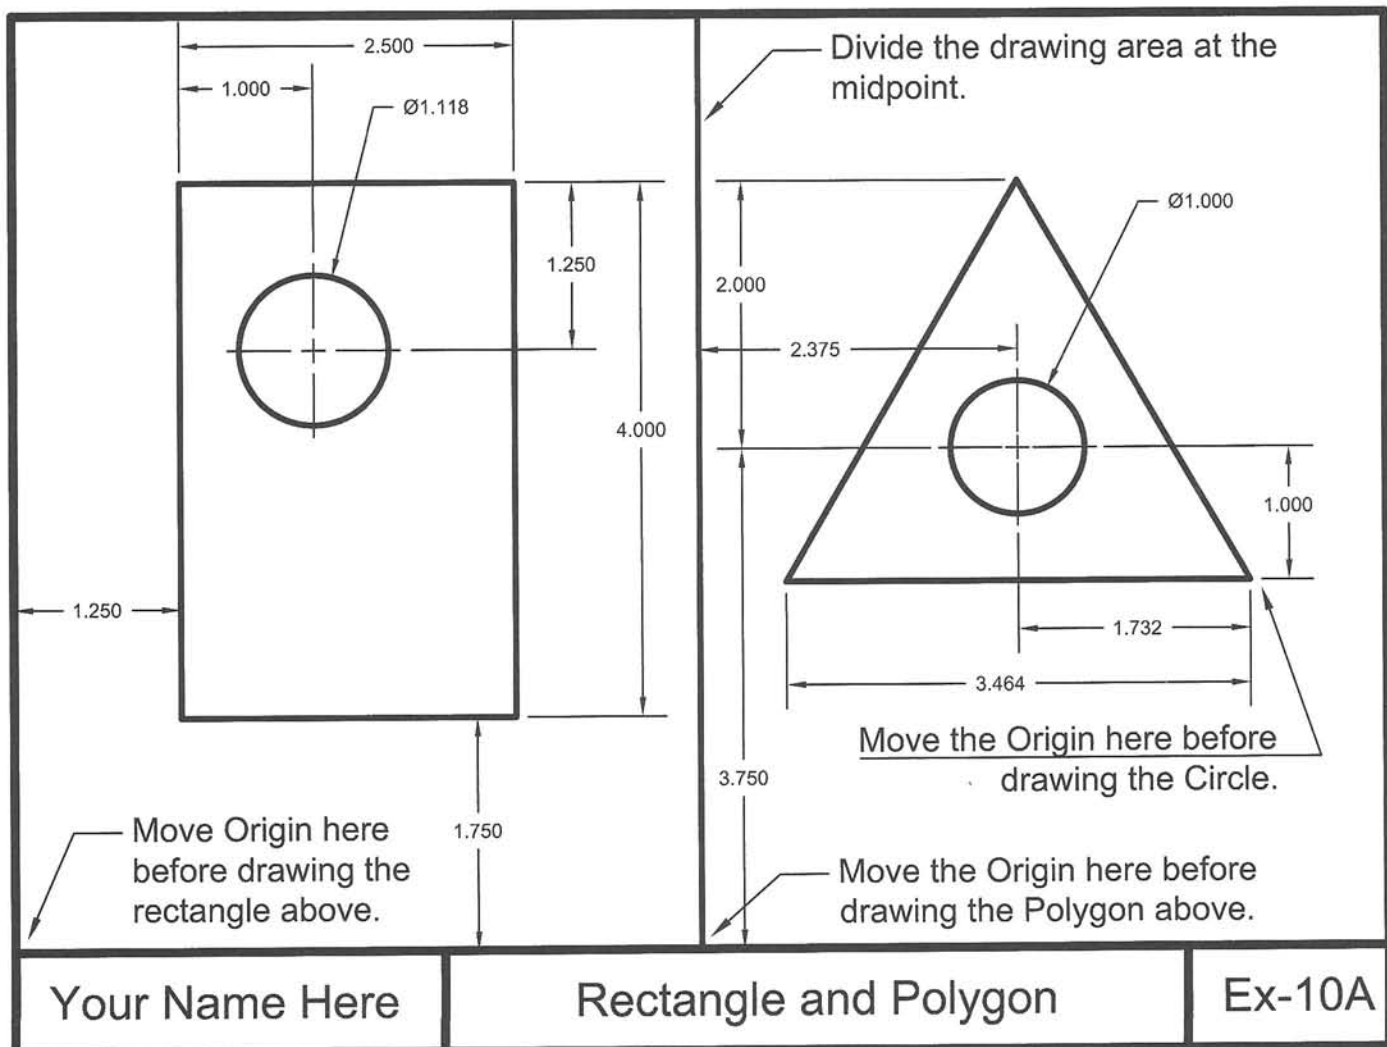 2.500
1.000
Ø1.118
1.250
4.000
1.250
1.750
Move Origin here
before drawing the
rectangle above.
Divide the drawing area at the
midpoint.
Ø1.000
2.000
2.375
1.000
1.732
3.464
Move the Origin here before
drawing the Circle.
3.750
Move the Origin here before
drawing the Polygon above.
Your Name Here
Rectangle and Polygon
Ex-10A